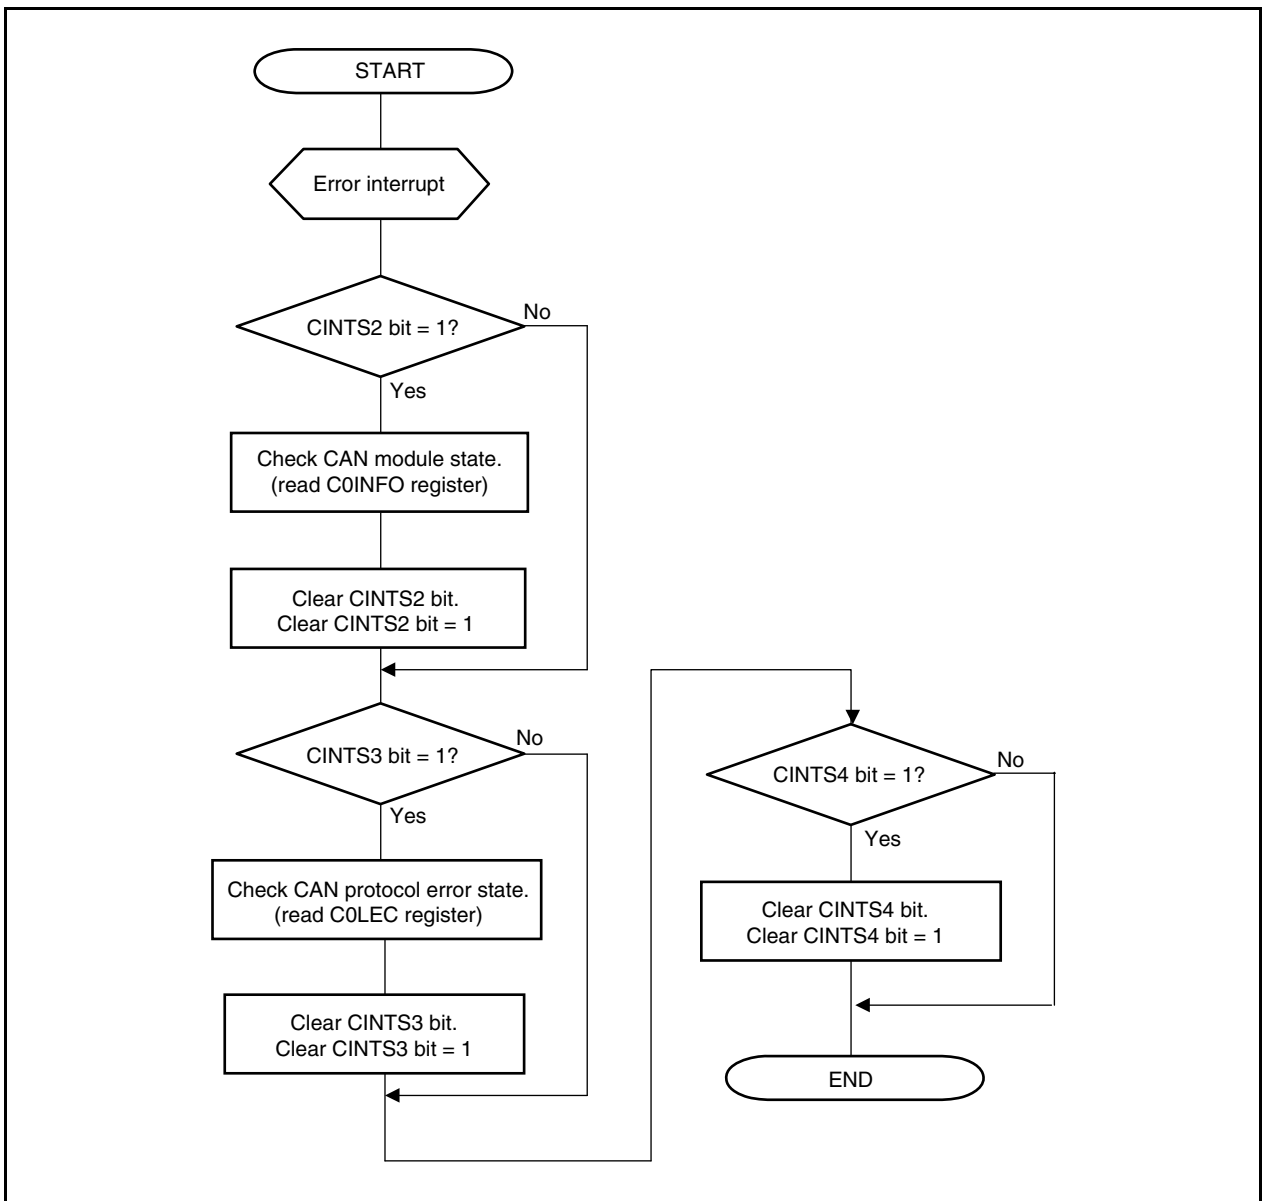 START
Error interrupt
CINTS2 bit = 1?
No
Yes
Check CAN module state.
(read C0INFO register)
Clear CINTS2 bit.
Clear CINTS2 bit = 1
CINTS3 bit = 1?
No
Yes
Check CAN protocol error state.
(read C0LEC register)
Clear CINTS3 bit.
Clear CINTS3 bit = 1
CINTS4 bit = 1?
No
Yes
Clear CINTS4 bit.
Clear CINTS4 bit = 1
END